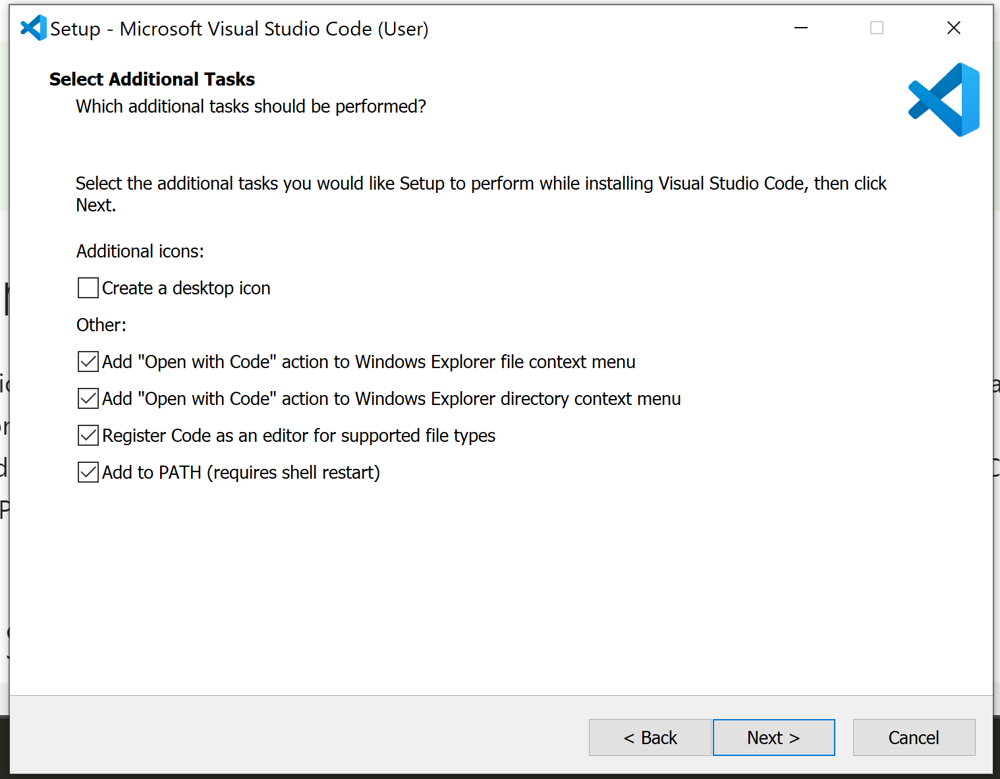 Setup - Microsoft Visual Studio Code (User)
Select Additional Tasks
Which additional tasks should be performed?
Select the additional tasks you would like Setup to perform while installing Visual Studio Code, then click
Next.
Additional icons:
Create a desktop icon
Other:
Add "Open with Code" action to Windows Explorer file context menu
Add "Open with Code" action to Windows Explorer directory context menu
Register Code as an editor for supported file types
Add to PATH (requires shell restart)
< Back
Next >
Cancel